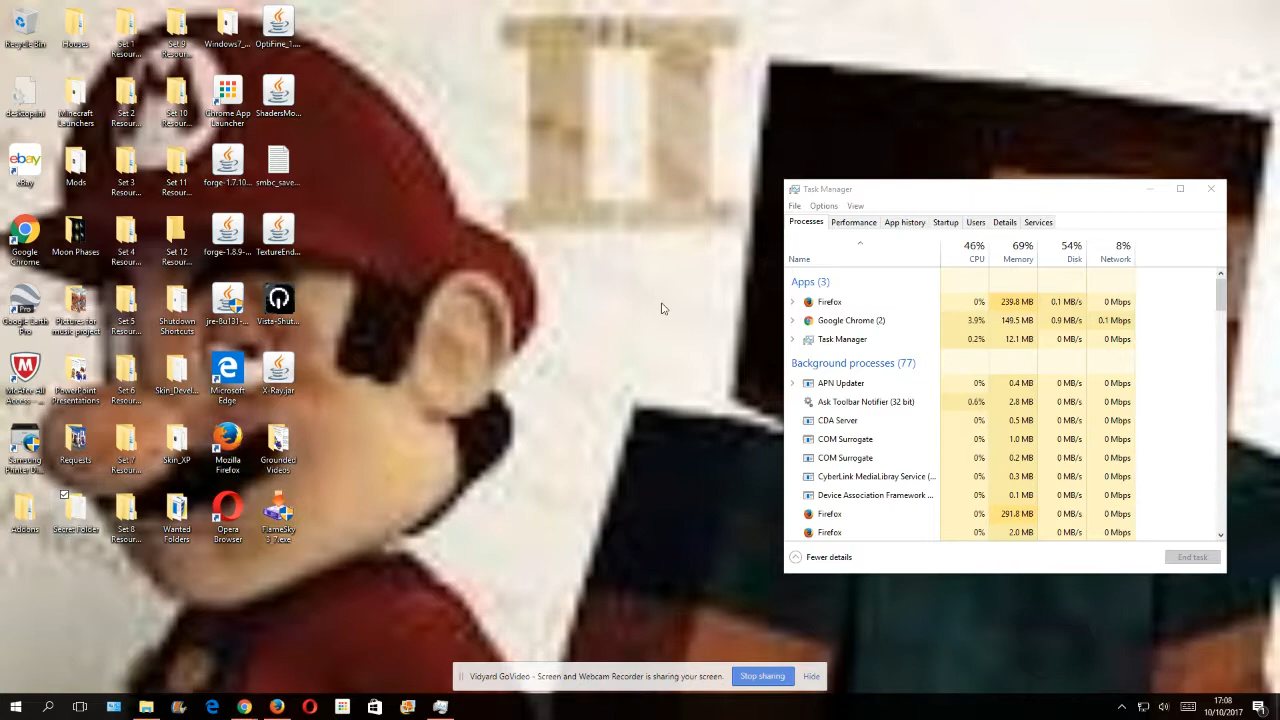 Recycle Bin
Houses
Set 1
Resour...
Set 9
Resour...
Windows7_...
OptiFine_1....
desktop.ini
Minecraft
Launchers
Set 2
Resour...
Set 10
Resour...
Chrome App
Launcher
ShadersMo...
eBay
Mods
Set 3
Resour...
Set 11
Resour...
forge-1.7.10...
smbc_save...
Google
Chrome
Moon Phases
Set 4
Resour...
Set 12
Resour...
forge-1.8.9-...
TextureEnd...
Pro
Google Earth
Pro
Pictures for
music project
Set 5
Resour...
Shutdown
Shortcuts
jre-8u131-...
Vista-Shut...
McAfee All
Access – ...
PowerPoint
Presentations
Set 6
Resour...
Skin_Devel...
Microsoft
Edge
X-Ray.jar
Samsung
Printer Di...
Requests
Set 7
Resour...
Skin_XP
Mozilla
Firefox
Grounded
Videos
Addons
Secret Folder
Set 8
Resour...
Wanted
Folders
Opera
Browser
FlameSky
3_?.exe
Task Manager
File Options View
Processes Performance App history Startup Users Details Services
46% 69% 54% 8%
Name CPU Memory Disk Network
Apps (3)
Firefox 0% 239.8 MB 0.1 MB/s 0 Mbps
Google Chrome (2) 3.9% 149.5 MB 0.9 MB/s 0.1 Mbps
Task Manager 0.2% 12.1 MB 0 MB/s 0 Mbps
Background processes (77)
APN Updater 0% 0.4 MB 0 MB/s 0 Mbps
Ask Toolbar Notifier (32 bit) 0.6% 2.8 MB 0 MB/s 0 Mbps
CDA Server 0% 0.5 MB 0 MB/s 0 Mbps
COM Surrogate 0% 1.0 MB 0 MB/s 0 Mbps
COM Surrogate 0% 0.2 MB 0 MB/s 0 Mbps
CyberLink MediaLibray Service (... 0% 0.3 MB 0 MB/s 0 Mbps
Device Association Framework ... 0% 0.1 MB 0 MB/s 0 Mbps
Firefox 0% 291.8 MB 0 MB/s 0 Mbps
Firefox 0% 2.0 MB 0 MB/s 0 Mbps
Fewer details End task
Vidyard GoVideo - Screen and Webcam Recorder is sharing your screen. Stop sharing Hide
17:08
10/10/2017